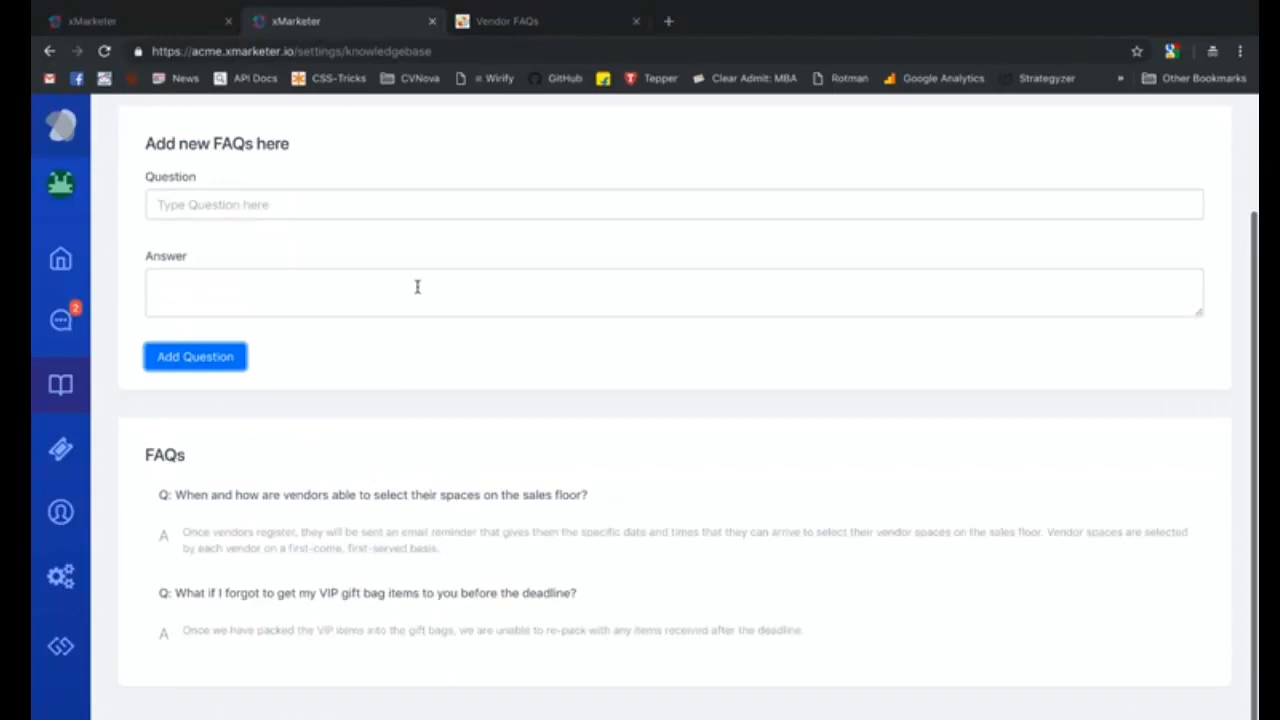 xMarketer
xMarketer
Vendor FAQs
https://acme.xmarketer.io/settings/knowledgebase
News
API Docs
CSS-Tricks
CVNova
Wirify
GitHub
Tepper
Clear Admit: MBA
Rotman
Google Analytics
Strategyzer
»
Other Bookmarks
Add new FAQs here
Question
Type Question here
Answer
2
Add Question
FAQs
Q: When and how are vendors able to select their spaces on the sales floor?
A Once vendors register, they will be sent an email reminder that gives them the specific date and times that they can arrive to select their vendor spaces on the sales floor. Vendor spaces are selected
by each vendor on a first-come, first-served basis.
Q: What if I forgot to get my VIP gift bag items to you before the deadline?
A Once we have packed the VIP items into the gift bags, we are unable to re-pack with any items received after the deadline.